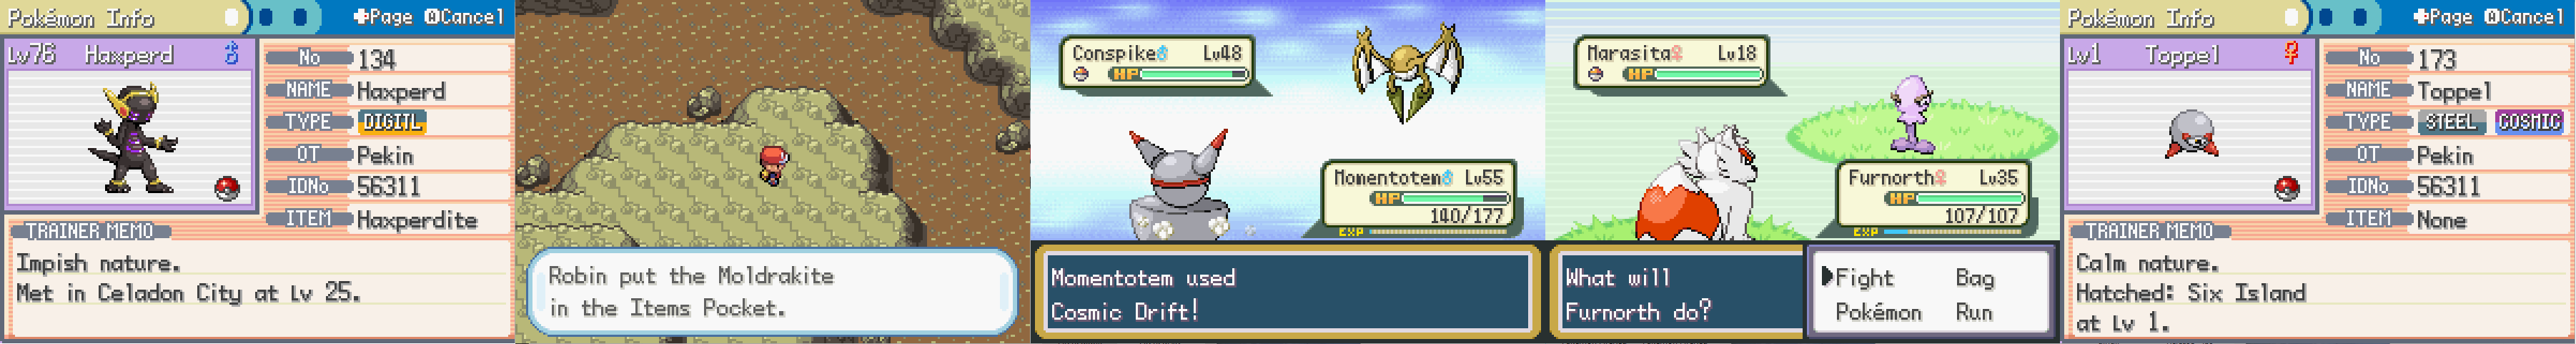 Pokémon Info
Page Cancel
Lv76 Haxperd♂
No 134
NAME Haxperd
TYPE DIGITL
OT Pekin
IDNo 56311
ITEM Haxperdite
TRAINER MEMO
Impish nature.
Met in Celadon City at Lv 25.
Robin put the Moldrakite
in the Items Pocket.
Conspike♂ Lv48
HP
Momentotem♂ Lv55
HP
140/177
EXP
Momentotem used
Cosmic Drift!
Marasita♀ Lv18
HP
Furnorth♀ Lv35
HP
107/107
EXP
What will
Furnorth do?
Fight Bag
Pokémon Run
Pokémon Info
Page Cancel
Lv1 Toppel♀
No 173
NAME Toppel
TYPE STEEL COSMIC
OT Pekin
IDNo 56311
ITEM None
TRAINER MEMO
Calm nature.
Hatched: Six Island
at Lv 1.